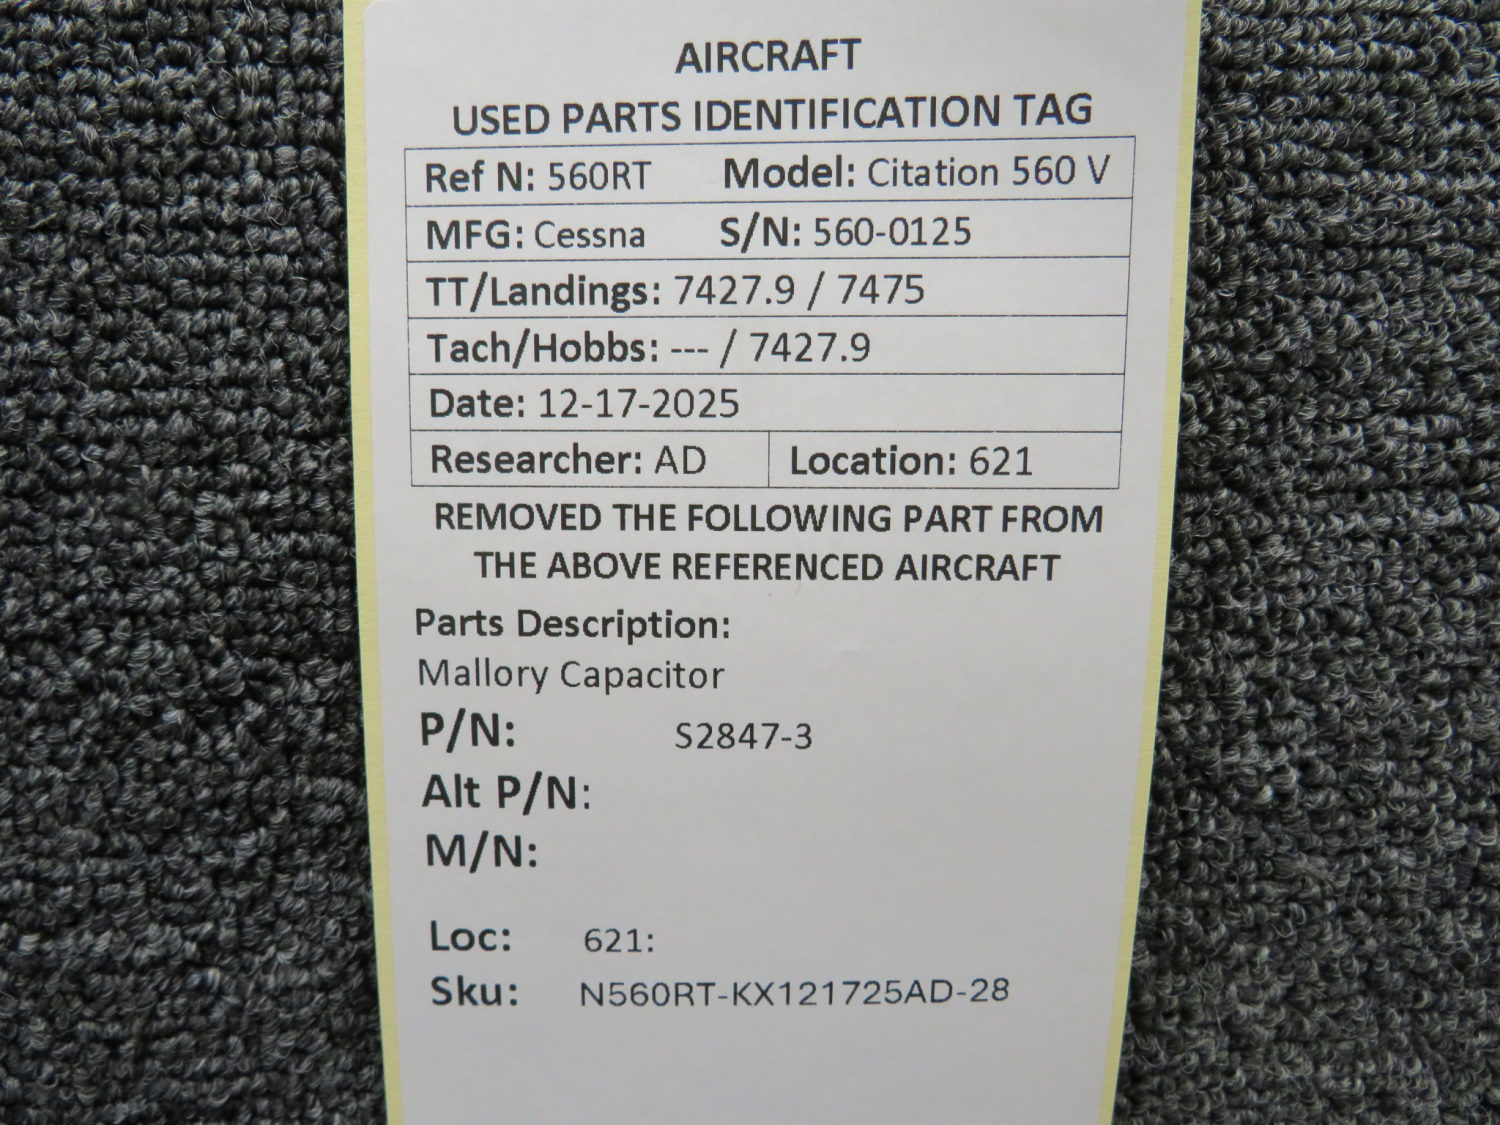 AIRCRAFT
USED PARTS IDENTIFICATION TAG
Ref N: 560RT Model: Citation 560 V
MFG: Cessna S/N: 560-0125
TT/Landings: 7427.9 / 7475
Tach/Hobbs: --- / 7427.9
Date: 12-17-2025
Researcher: AD Location: 621
REMOVED THE FOLLOWING PART FROM
THE ABOVE REFERENCED AIRCRAFT
Parts Description:
Mallory Capacitor
P/N: S2847-3
Alt P/N:
M/N:
Loc: 621:
Sku: N560RT-KX121725AD-28